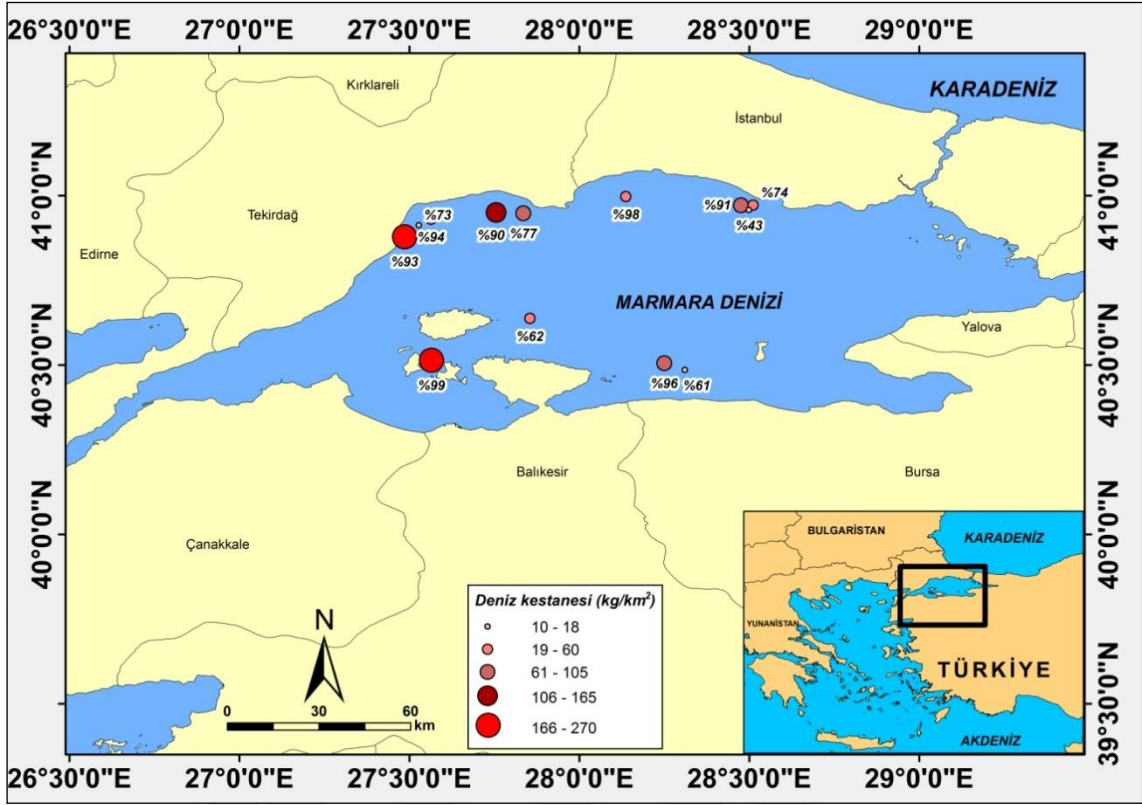 26°30'0"E 27°0'0"E 27°30'0"E 28°0'0"E 28°30'0"E 29°0'0"E
KARADENİZ
Kırklareli
İstanbul
41°0'0"N
41°0'0"N
%74
%91
%43
%98
%73
%94
%90
%77
%93
Tekirdağ
Edirne
MARMARA DENİZİ
%62
Yalova
40°30'0"N
40°30'0"N
%99
%96
%61
Balıkesir
Bursa
Çanakkale
40°0'0"N
40°0'0"N
BULGARİSTAN
KARADENİZ
YUNANİSTAN
TÜRKİYE
AKDENİZ
39°30'0"N
Deniz kestanesi (kg/km²)
10 - 18
19 - 60
61 - 105
106 - 165
166 - 270
N
0 30 60
km
26°30'0"E 27°0'0"E 27°30'0"E 28°0'0"E 28°30'0"E 29°0'0"E